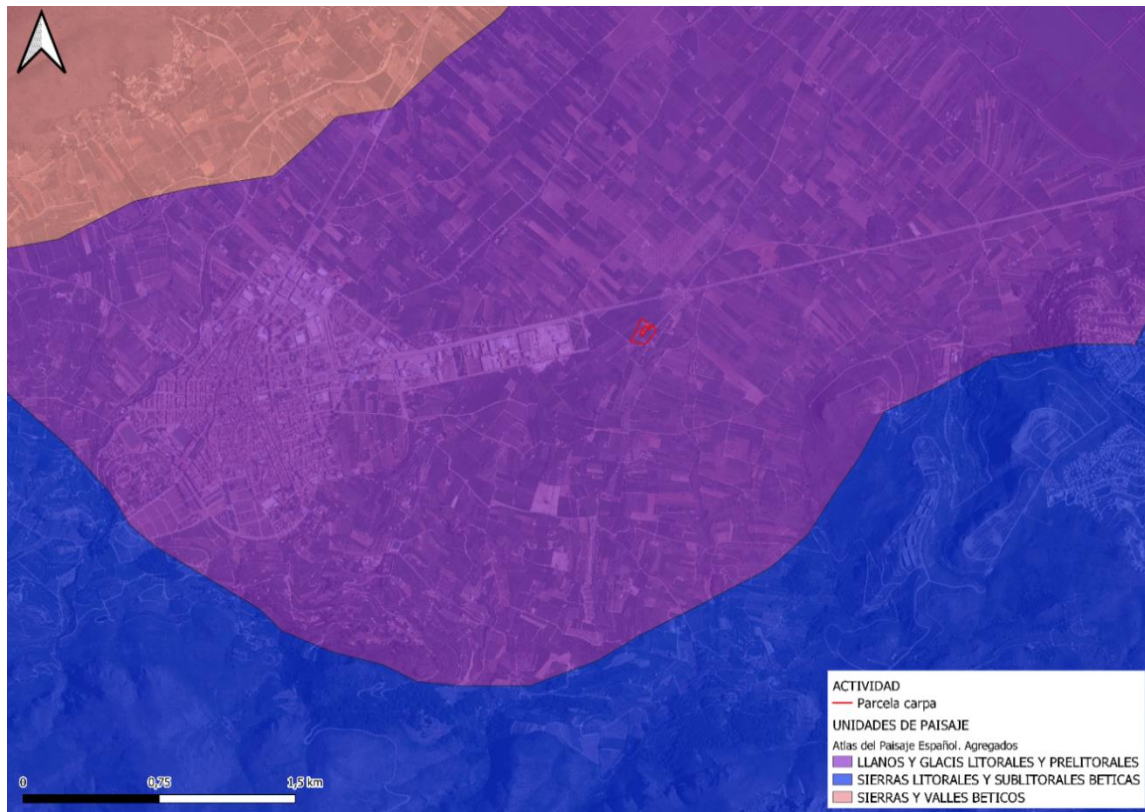 ACTIVIDAD
Parcela carpa
UNIDADES DE PAISAJE
Atlas del Paisaje Español. Agregados
LLANOS Y GLACIS LITORALES Y PRELITORALES
SIERRAS LITORALES Y SUBLITORALES BETICAS
SIERRAS Y VALLES BETICOS
0 0,75 1,5 km